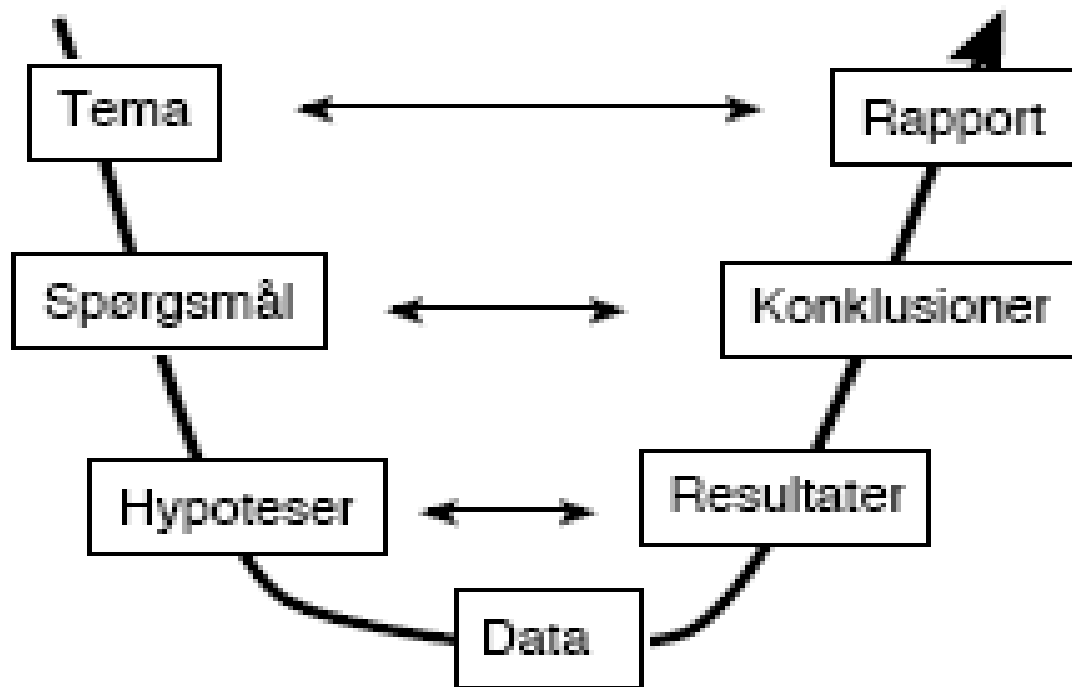 Tema
Rapport
Spørgsmål
Konklusioner
Hypoteser
Resultater
Data